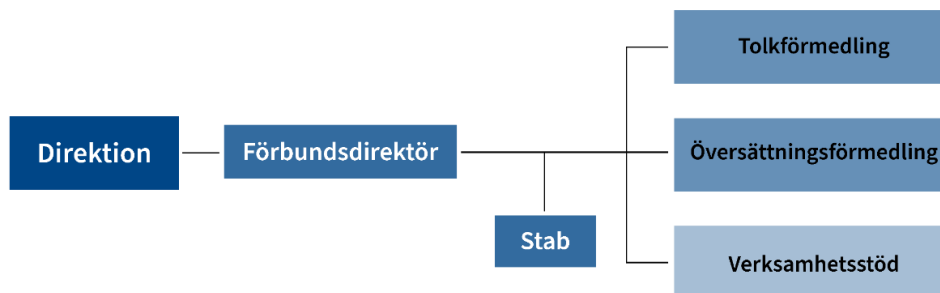 Direktion
Förbundsdirektör
Stab
Tolkförmedling
Översättningsförmedling
Verksamhetsstöd